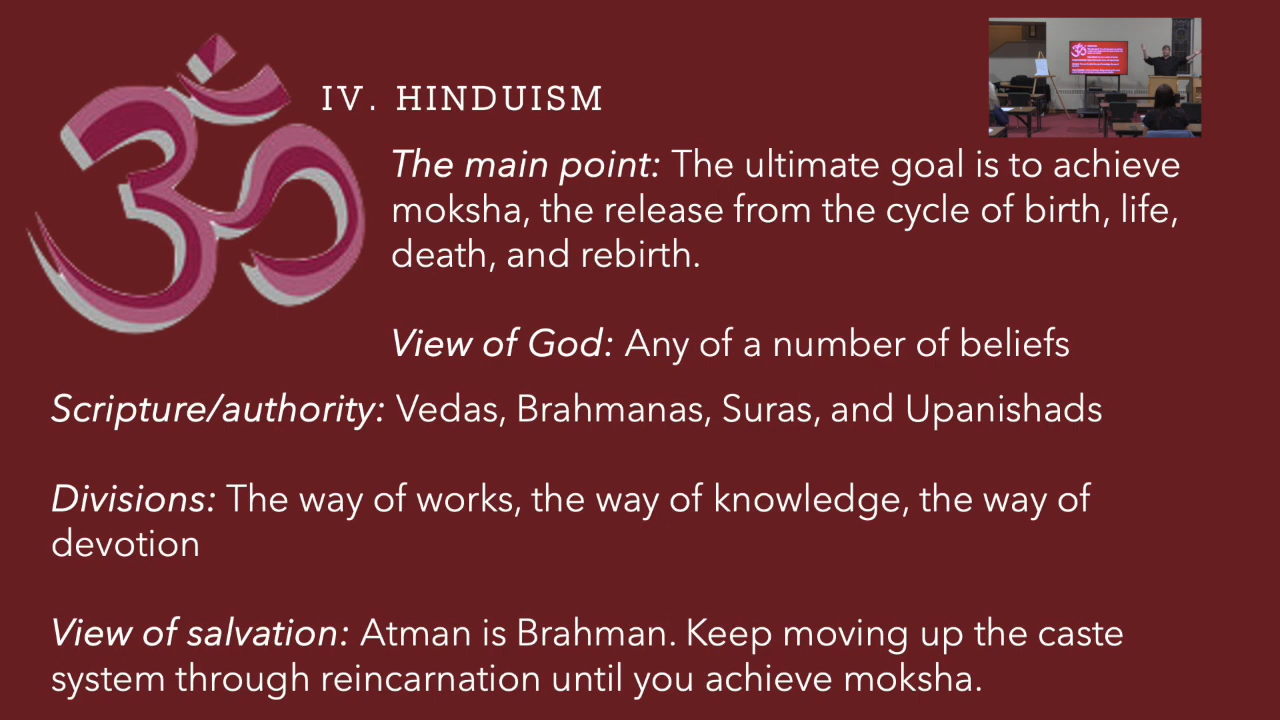 IV. HINDUISM
The main point: The ultimate goal is to achieve
moksha, the release from the cycle of birth, life,
death, and rebirth.
View of God: Any of a number of beliefs
Scripture/authority: Vedas, Brahmanas, Suras, and Upanishads
Divisions: The way of works, the way of knowledge, the way of
devotion
View of salvation: Atman is Brahman. Keep moving up the caste
system through reincarnation until you achieve moksha.